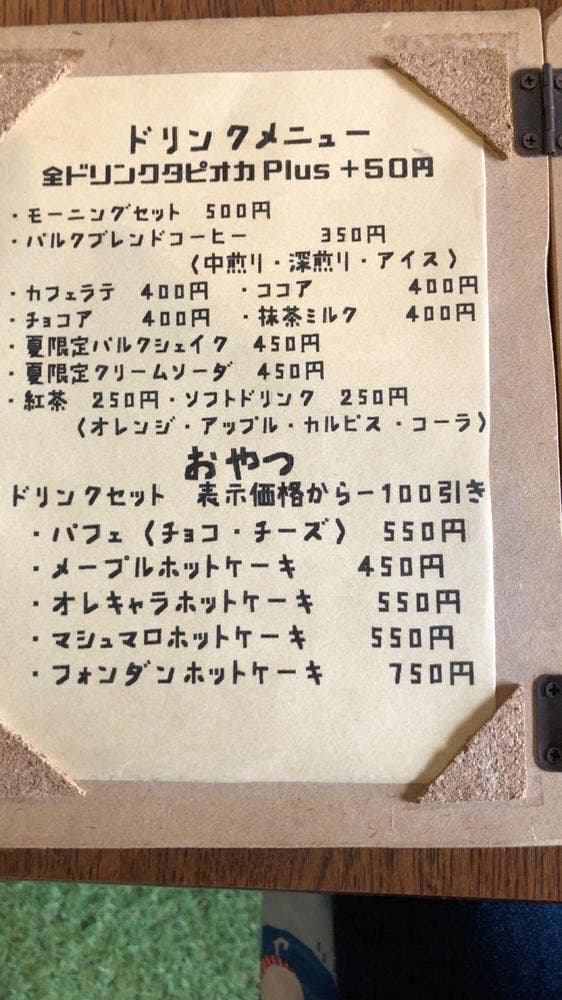 ドリンクメニュー
全ドリンクタピオカPlus+50円
・モーニングセット 500円
・バルクブレンドコーヒー 350円
（中煎り・深煎り・アイス）
・カフェラテ 400円 ・ココア 400円
・チョコア 400円 ・抹茶ミルク 400円
・夏限定バルクシェイク 450円
・夏限定クリームソーダ 450円
・紅茶 250円・ソフトドリンク 250円
（オレンジ・アップル・カルピス・コーラ）
おやつ
ドリンクセット 表示価格からー100引き
・パフェ（チョコ・チーズ） 550円
・メープルホットケーキ 450円
・オレキャラホットケーキ 550円
・マシュマロホットケーキ 550円
・フォンダンホットケーキ 750円